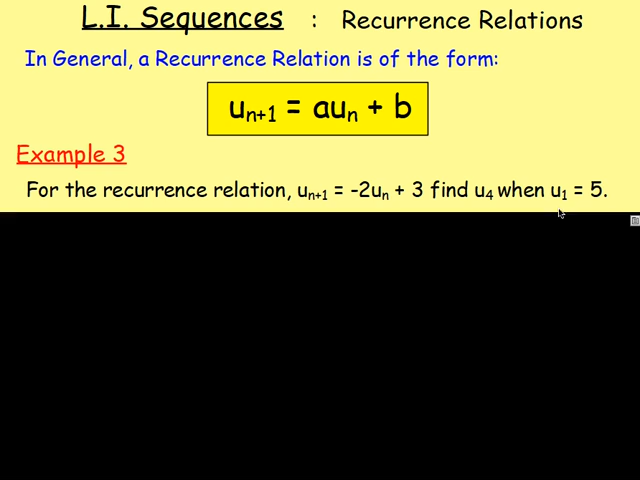 L.I. Sequences : Recurrence Relations
In General, a Recurrence Relation is of the form:
uₙ₊₁ = auₙ + b
Example 3
For the recurrence relation, uₙ₊₁ = -2uₙ + 3 find u₄ when u₁ = 5.